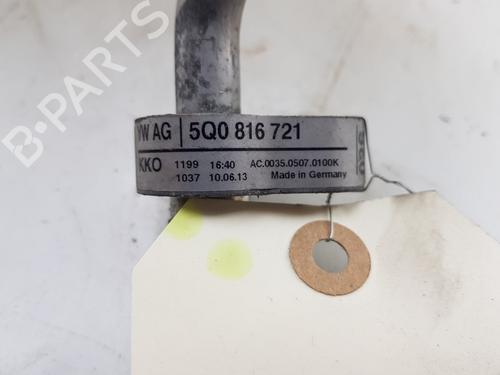 B-PARTS
VW AG 5Q0 816 721
KKO 1199 16:40 AC.0035.0507.0100K
1037 10.06.13 Made in Germany